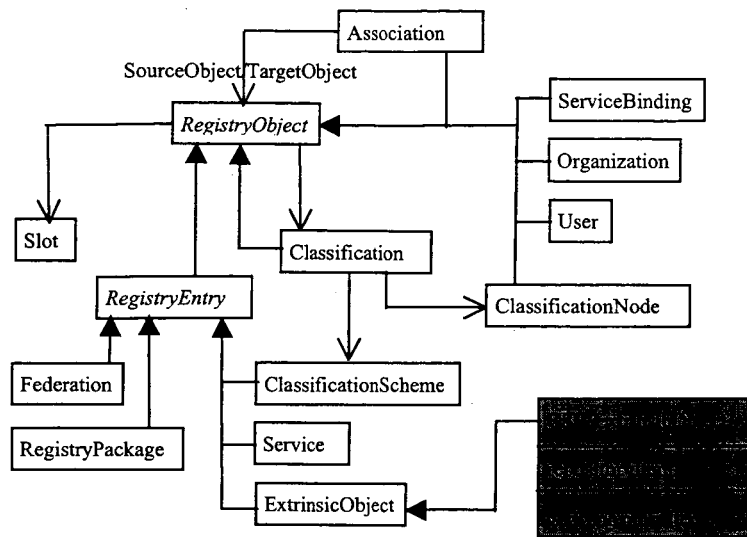 Association
SourceObject/TargetObject
RegistryObject
ServiceBinding
Organization
User
Slot
Classification
RegistryEntry
ClassificationNode
Federation
ClassificationScheme
RegistryPackage
Service
ExtrinsicObject